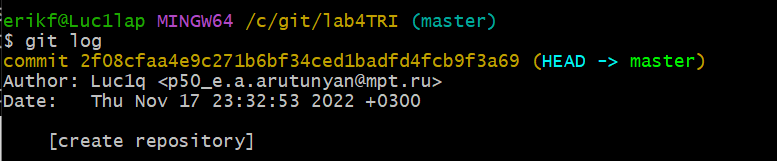 erikf@Luc1lap MINGW64 /c/git/lab4TRI (master)
$ git log
commit 2f08cfaa4e9c271b6bf34ced1badfd4fcb9f3a69 (HEAD -> master)
Author: Luc1q <p50_e.a.arutunyan@mpt.ru>
Date:   Thu Nov 17 23:32:53 2022 +0300
    [create repository]